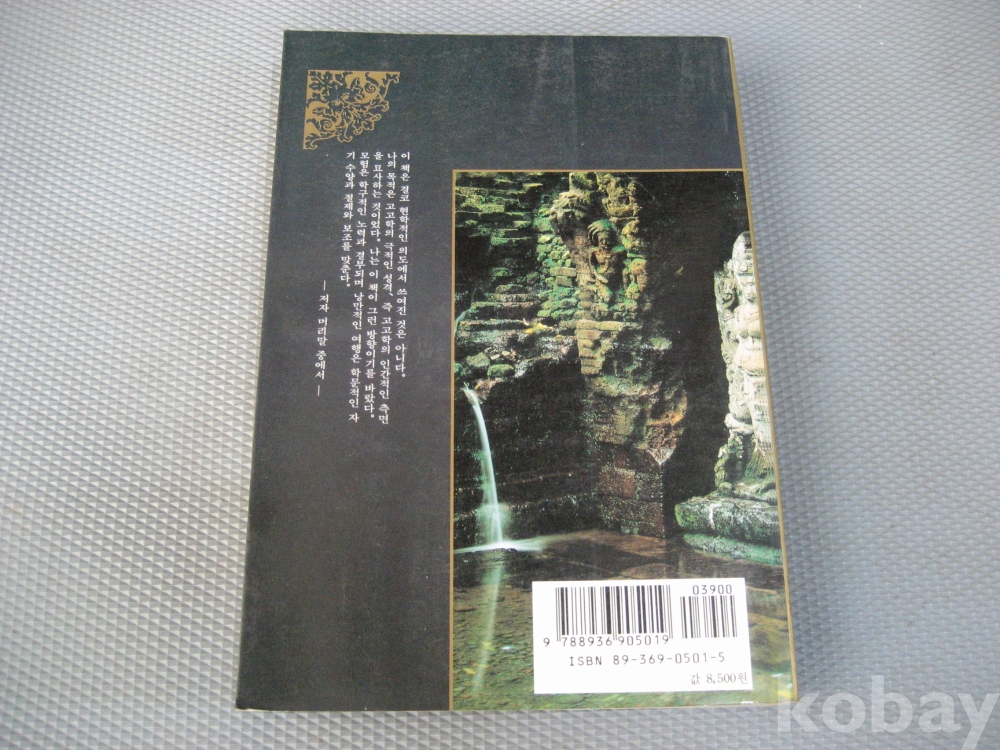 이 책은 결코 현학적인 의도에서 쓰여진 것은 아니다.
나의 목적은 고고학의 극적인 성격, 즉 고고학의 인간적인 측면
을 묘사하는 것이었다. 나는 이 책이 그런 방향이기를 바랐다.
모험은 학구적인 노력과 결부되며 낭만적인 여행은 학문적인 자
기 수양과 절제와 보조를 맞춘다.
— 저자 머리말 중에서 —
03900
9 788936 905019
ISBN 89-369-0501-5
값 8,500원
kobay